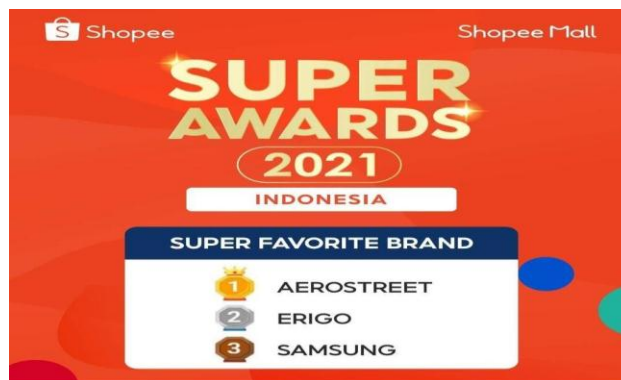 S Shopee
Shopee Mall
SUPER
AWARDS
2021
INDONESIA
SUPER FAVORITE BRAND
1 AEROSTREET
2 ERIGO
3 SAMSUNG